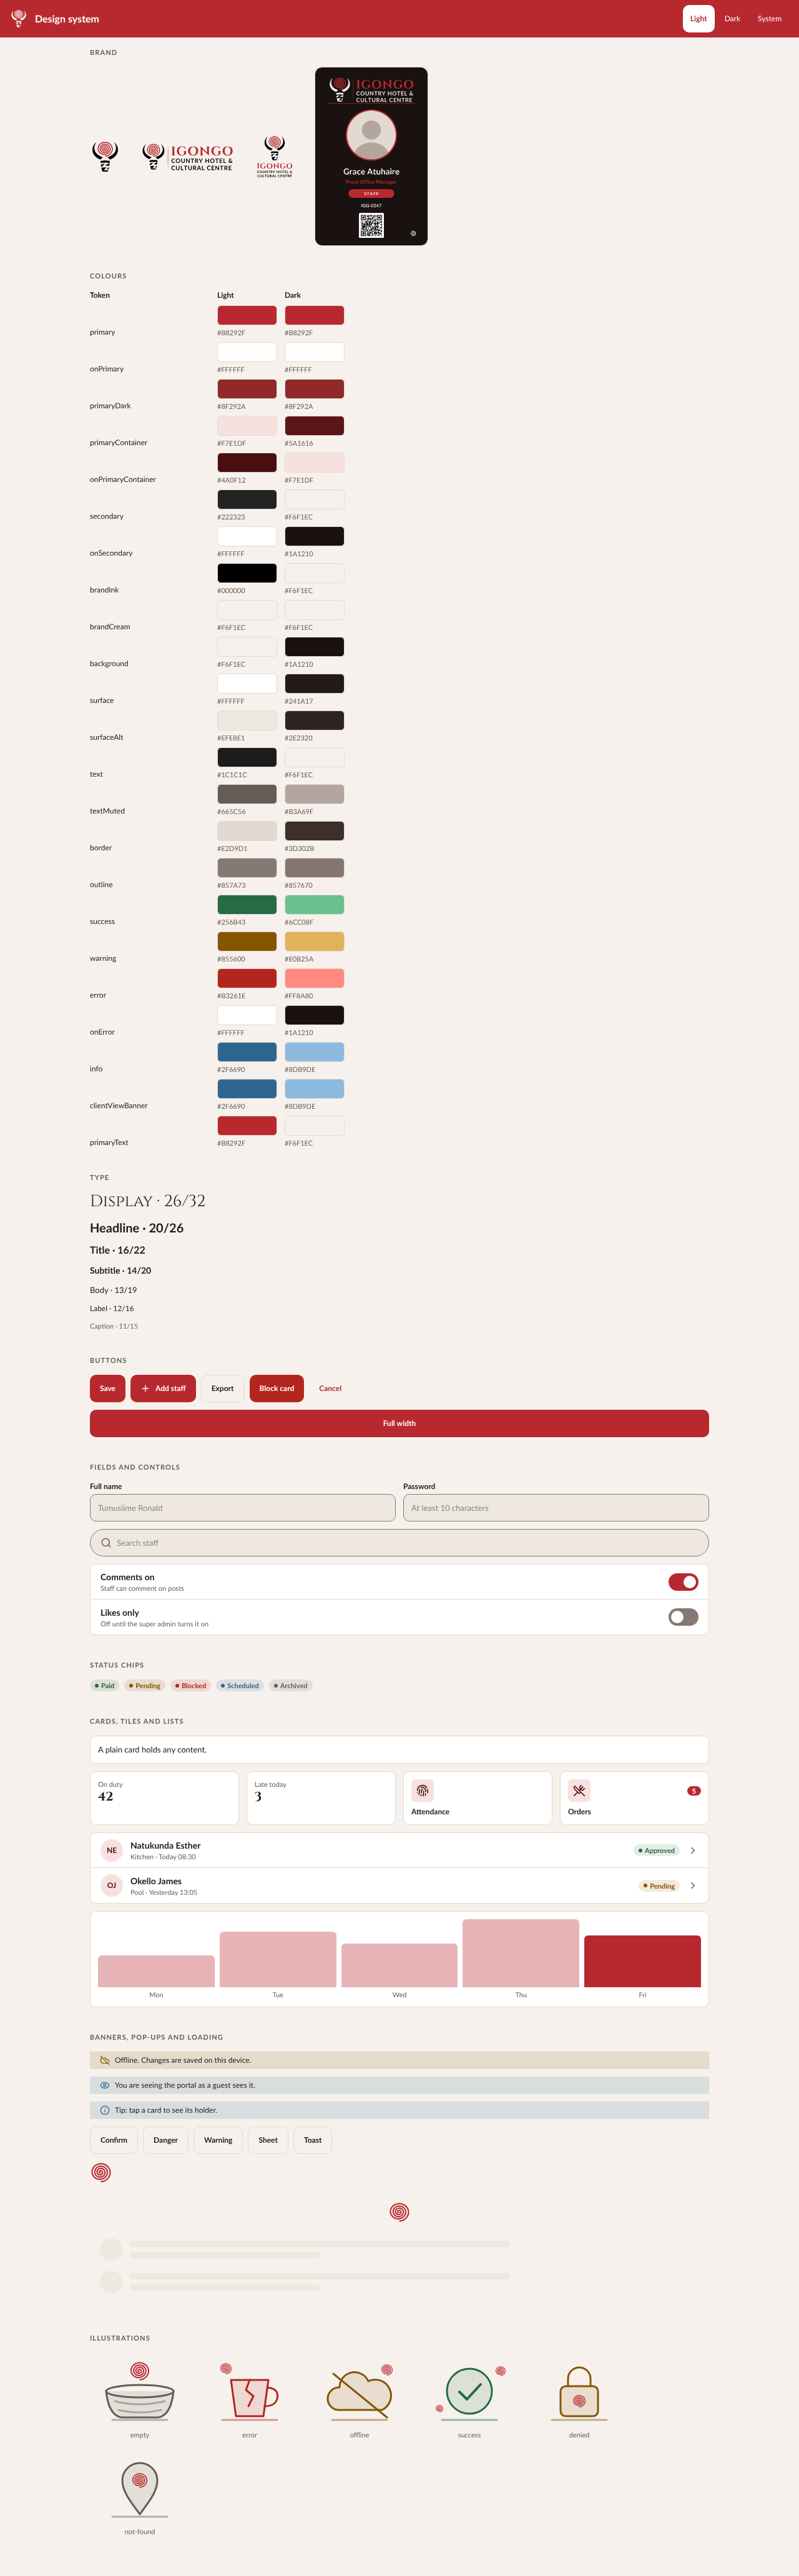 Design system
Light
Dark
System
BRAND
IGONGO
COUNTRY HOTEL &
CULTURAL CENTRE
IGONGO
COUNTRY HOTEL &
CULTURAL CENTRE
IGONGO
COUNTRY HOTEL &
CULTURAL CENTRE
Grace Atuhaire
Front Office Manager
STAFF
IGG-0247
COLOURS
Token Light Dark
primary #B8292F #B8292F
onPrimary #FFFFFF #FFFFFF
primaryDark #8F292A #8F292A
primaryContainer #F7E1DF #5A1616
onPrimaryContainer #4A0F12 #F7E1DF
secondary #222323 #F6F1EC
onSecondary #FFFFFF #1A1210
brandInk #000000 #F6F1EC
brandCream #F6F1EC #F6F1EC
background #F6F1EC #1A1210
surface #FFFFFF #241A17
surfaceAlt #EFE8E1 #2E2320
text #1C1C1C #F6F1EC
textMuted #665C56 #B3A69F
border #E2D9D1 #3D302B
outline #857A73 #857670
success #256B43 #6CC08F
warning #855600 #E0B25A
error #B3261E #FF8A80
onError #FFFFFF #1A1210
info #2F6690 #8DB9DE
clientViewBanner #2F6690 #8DB9DE
primaryText #B8292F #F6F1EC
TYPE
Display · 26/32
Headline · 20/26
Title · 16/22
Subtitle · 14/20
Body · 13/19
Label · 12/16
Caption · 11/15
BUTTONS
Save
Add staff
Export
Block card
Cancel
Full width
FIELDS AND CONTROLS
Full name
Password
Tumusiime Ronald
At least 10 characters
Search staff
Comments on
Staff can comment on posts
Likes only
Off until the super admin turns it on
STATUS CHIPS
Paid
Pending
Blocked
Scheduled
Archived
CARDS, TILES AND LISTS
A plain card holds any content.
On duty
42
Late today
3
Attendance
Orders
5
NE
Natukunda Esther
Kitchen · Today 08:30
Approved
OJ
Okello James
Pool · Yesterday 13:05
Pending
Mon
Tue
Wed
Thu
Fri
BANNERS, POP-UPS AND LOADING
Offline. Changes are saved on this device.
You are seeing the portal as a guest sees it.
Tip: tap a card to see its holder.
Confirm
Danger
Warning
Sheet
Toast
ILLUSTRATIONS
empty
error
offline
success
denied
not-found